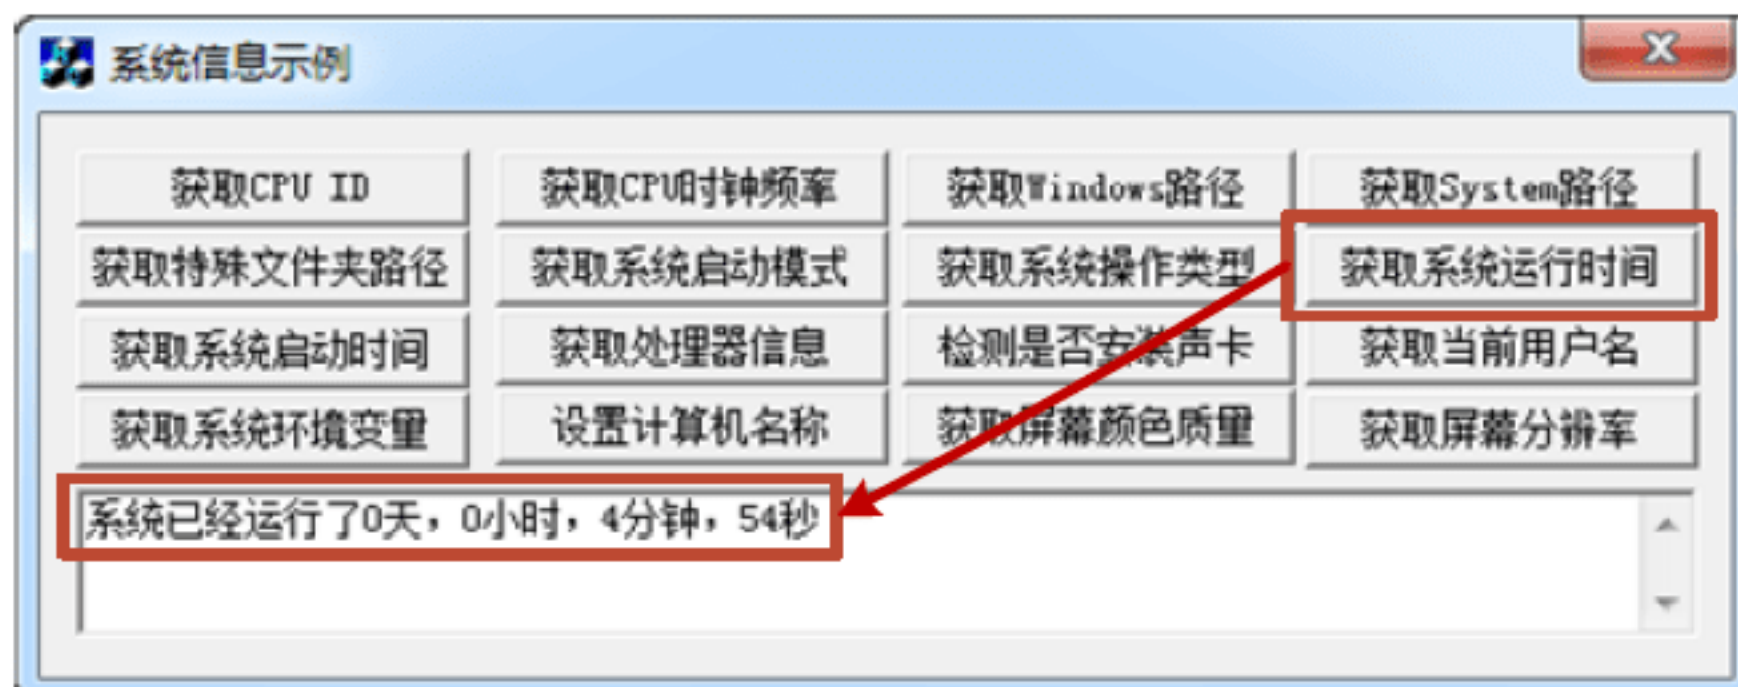 系统信息示例
获取CPU ID 获取CPU时钟频率 获取Windows路径 获取System路径
获取特殊文件夹路径 获取系统启动模式 获取系统操作类型 获取系统运行时间
获取系统启动时间 获取处理器信息 检测是否安装声卡 获取当前用户名
获取系统环境变量 设置计算机名称 获取屏幕颜色质量 获取屏幕分辨率
系统已经运行了0天，0小时，4分钟，54秒